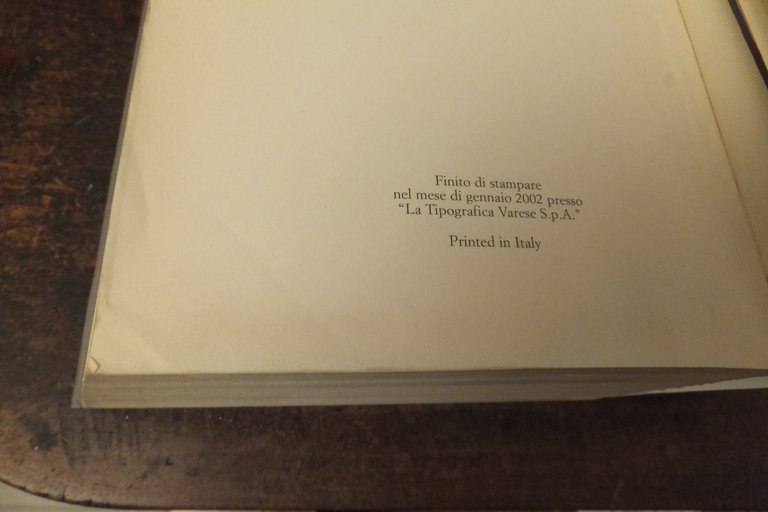 Finito di stampare
nel mese di gennaio 2002 presso
“La Tipografica Varese S.p.A.”
Printed in Italy